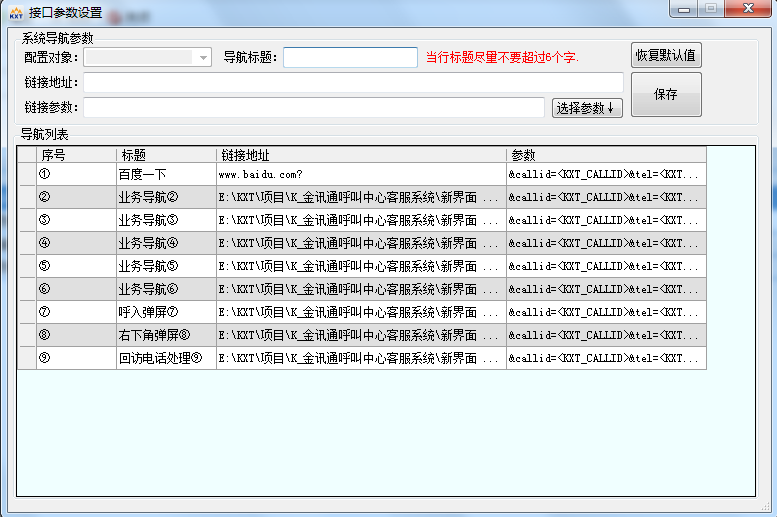 KXT 接口参数设置
系统导航参数
配置对象： 导航标题： 当行标题尽量不要超过6个字. 恢复默认值
链接地址： 保存
链接参数： 选择参数↓
导航列表
序号 标题 链接地址 参数
① 百度一下 www.baidu.com? &callid=<KXT_CALLID>&tel=<KXT...
② 业务导航② E:\KXT\项目\K_金讯通呼叫中心客服系统\新界面 ... &callid=<KXT_CALLID>&tel=<KXT...
③ 业务导航③ E:\KXT\项目\K_金讯通呼叫中心客服系统\新界面 ... &callid=<KXT_CALLID>&tel=<KXT...
④ 业务导航④ E:\KXT\项目\K_金讯通呼叫中心客服系统\新界面 ... &callid=<KXT_CALLID>&tel=<KXT...
⑤ 业务导航⑤ E:\KXT\项目\K_金讯通呼叫中心客服系统\新界面 ... &callid=<KXT_CALLID>&tel=<KXT...
⑥ 业务导航⑥ E:\KXT\项目\K_金讯通呼叫中心客服系统\新界面 ... &callid=<KXT_CALLID>&tel=<KXT...
⑦ 呼入弹屏⑦ E:\KXT\项目\K_金讯通呼叫中心客服系统\新界面 ... &callid=<KXT_CALLID>&tel=<KXT...
⑧ 右下角弹屏⑧ E:\KXT\项目\K_金讯通呼叫中心客服系统\新界面 ... &callid=<KXT_CALLID>&tel=<KXT...
⑨ 回访电话处理⑨ E:\KXT\项目\K_金讯通呼叫中心客服系统\新界面 ... &callid=<KXT_CALLID>&tel=<KXT...